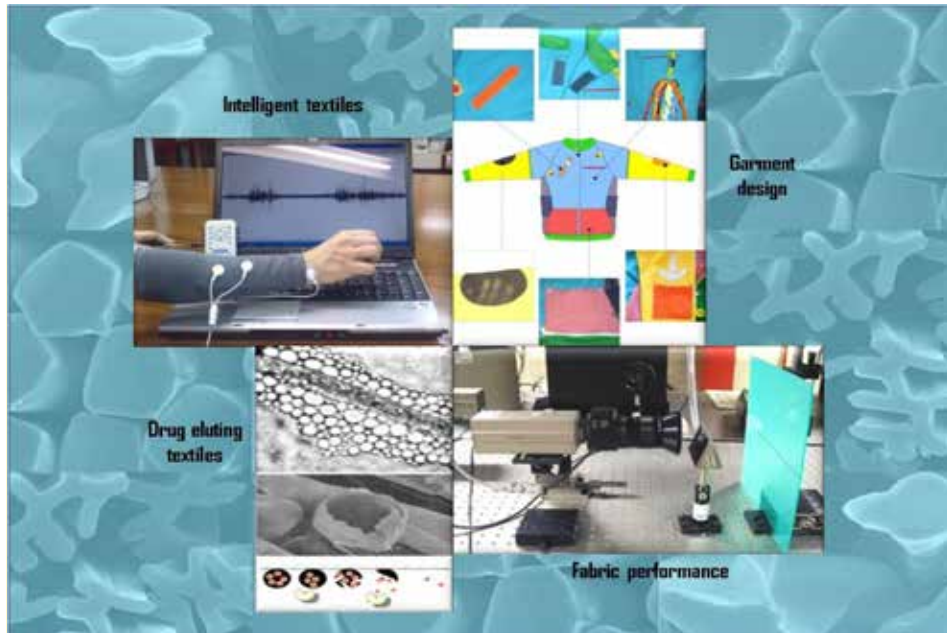 Intelligent textiles
Garment
design
Drug eluting
textiles
Fabric performance